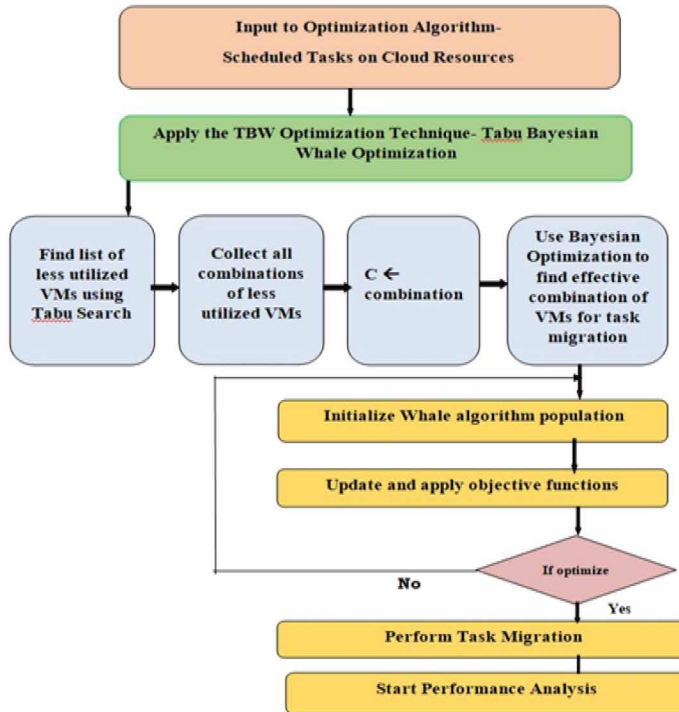 Input to Optimization Algorithm-
Scheduled Tasks on Cloud Resources
Apply the TBW Optimization Technique- Tabu Bayesian
Whale Optimization
Find list of
less utilized
VMs using
Tabu Search
Collect all
combinations
of less
utilized VMs
C ←
combination
Use Bayesian
Optimization to
find effective
combination of
VMs for task
migration
Initialize Whale algorithm population
Update and apply objective functions
If optimize
No
Yes
Perform Task Migration
Start Performance Analysis